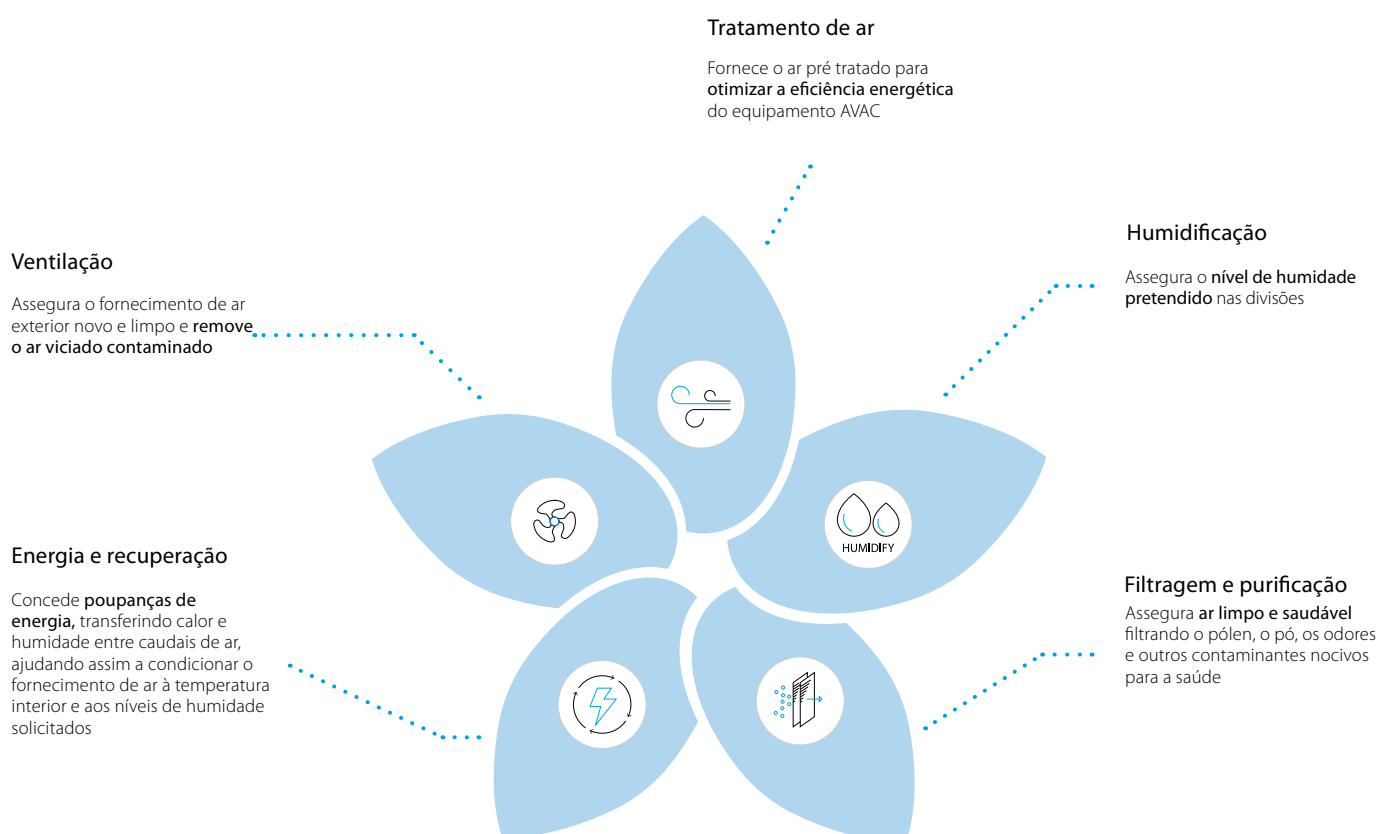 Tratamento de ar
Fornece o ar pré tratado para
otimizar a eficiência energética
do equipamento AVAC
Humidificação
Assegura o nível de humidade
pretendido nas divisões
Ventilação
Assegura o fornecimento de ar
exterior novo e limpo e remove
o ar viciado contaminado
HUMIDIFY
Energia e recuperação
Concede poupanças de
energia, transferindo calor e
humidade entre caudais de ar,
ajudando assim a condicionar o
fornecimento de ar à temperatura
interior e aos níveis de humidade
solicitados
Filtragem e purificação
Assegura ar limpo e saudável
filtrando o pólen, o pó, os odores
e outros contaminantes nocivos
para a saúde